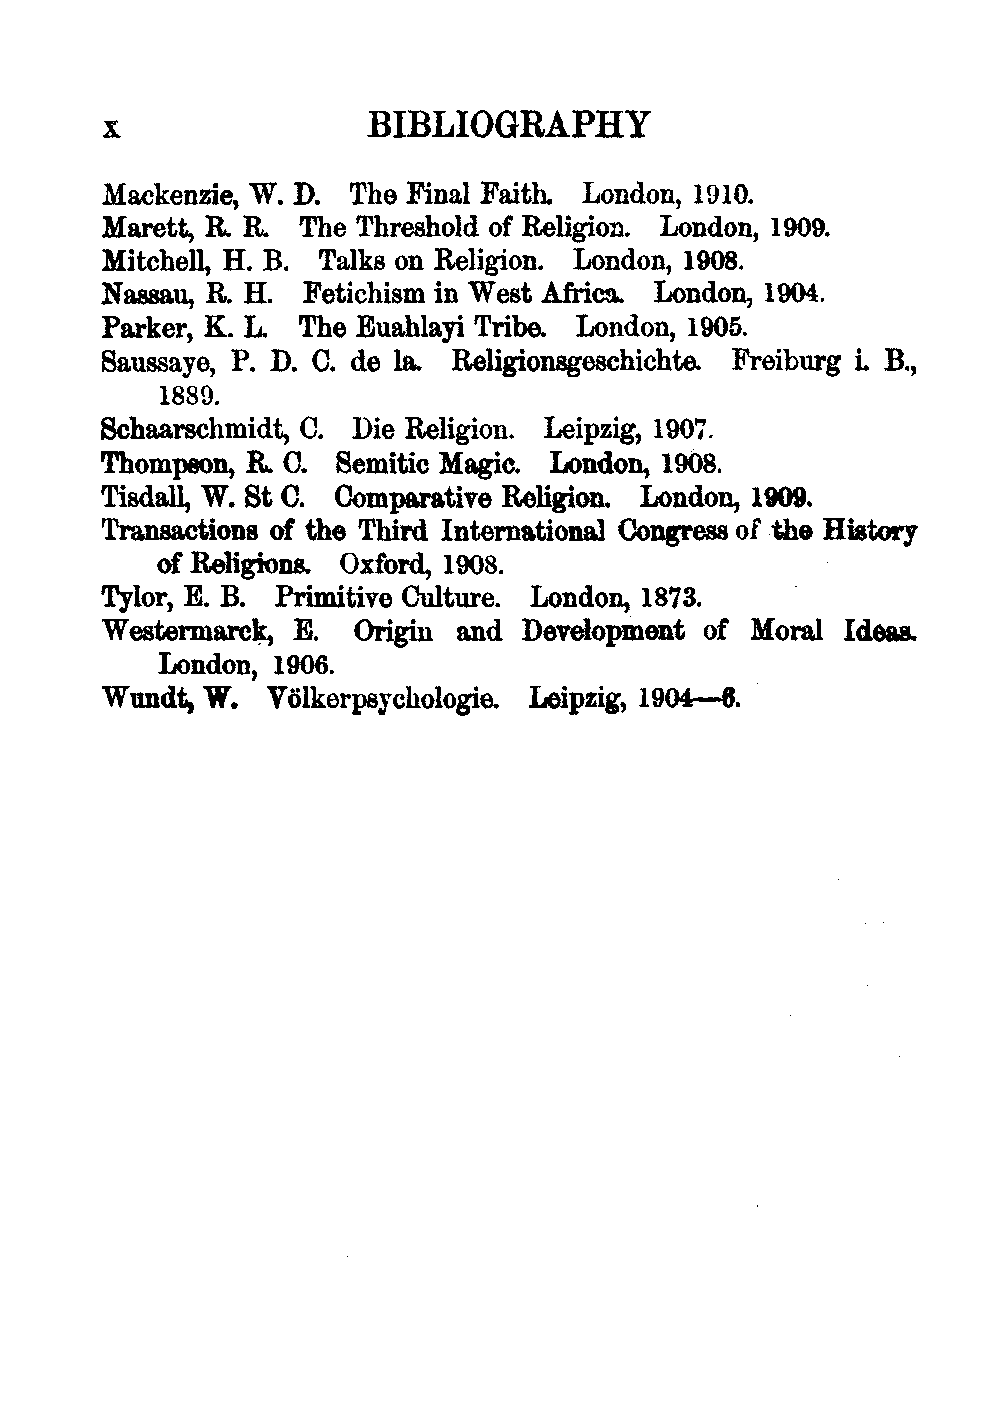 x BIBLIOGRAPHY
Mackenzie, W. D. The Final Faith. London, 1910.
Marett, R. R. The Threshold of Religion. London, 1909.
Mitchell, H. B. Talks on Religion. London, 1908.
Nassau, R. H. Fetichism in West Africa. London, 1904.
Parker, K. L. The Euahlayi Tribe. London, 1905.
Saussaye, P. D. C. de la. Religionsgeschichte. Freiburg i. B.,
1889.
Schaarschmidt, C. Die Religion. Leipzig, 1907.
Thompson, R. C. Semitic Magic. London, 1908.
Tisdall, W. St C. Comparative Religion. London, 1909.
Transactions of the Third International Congress of the History
of Religions. Oxford, 1908.
Tylor, E. B. Primitive Culture. London, 1873.
Westermarck, E. Origin and Development of Moral Ideas.
London, 1906.
Wundt, W. Völkerpsychologie. Leipzig, 1904—6.